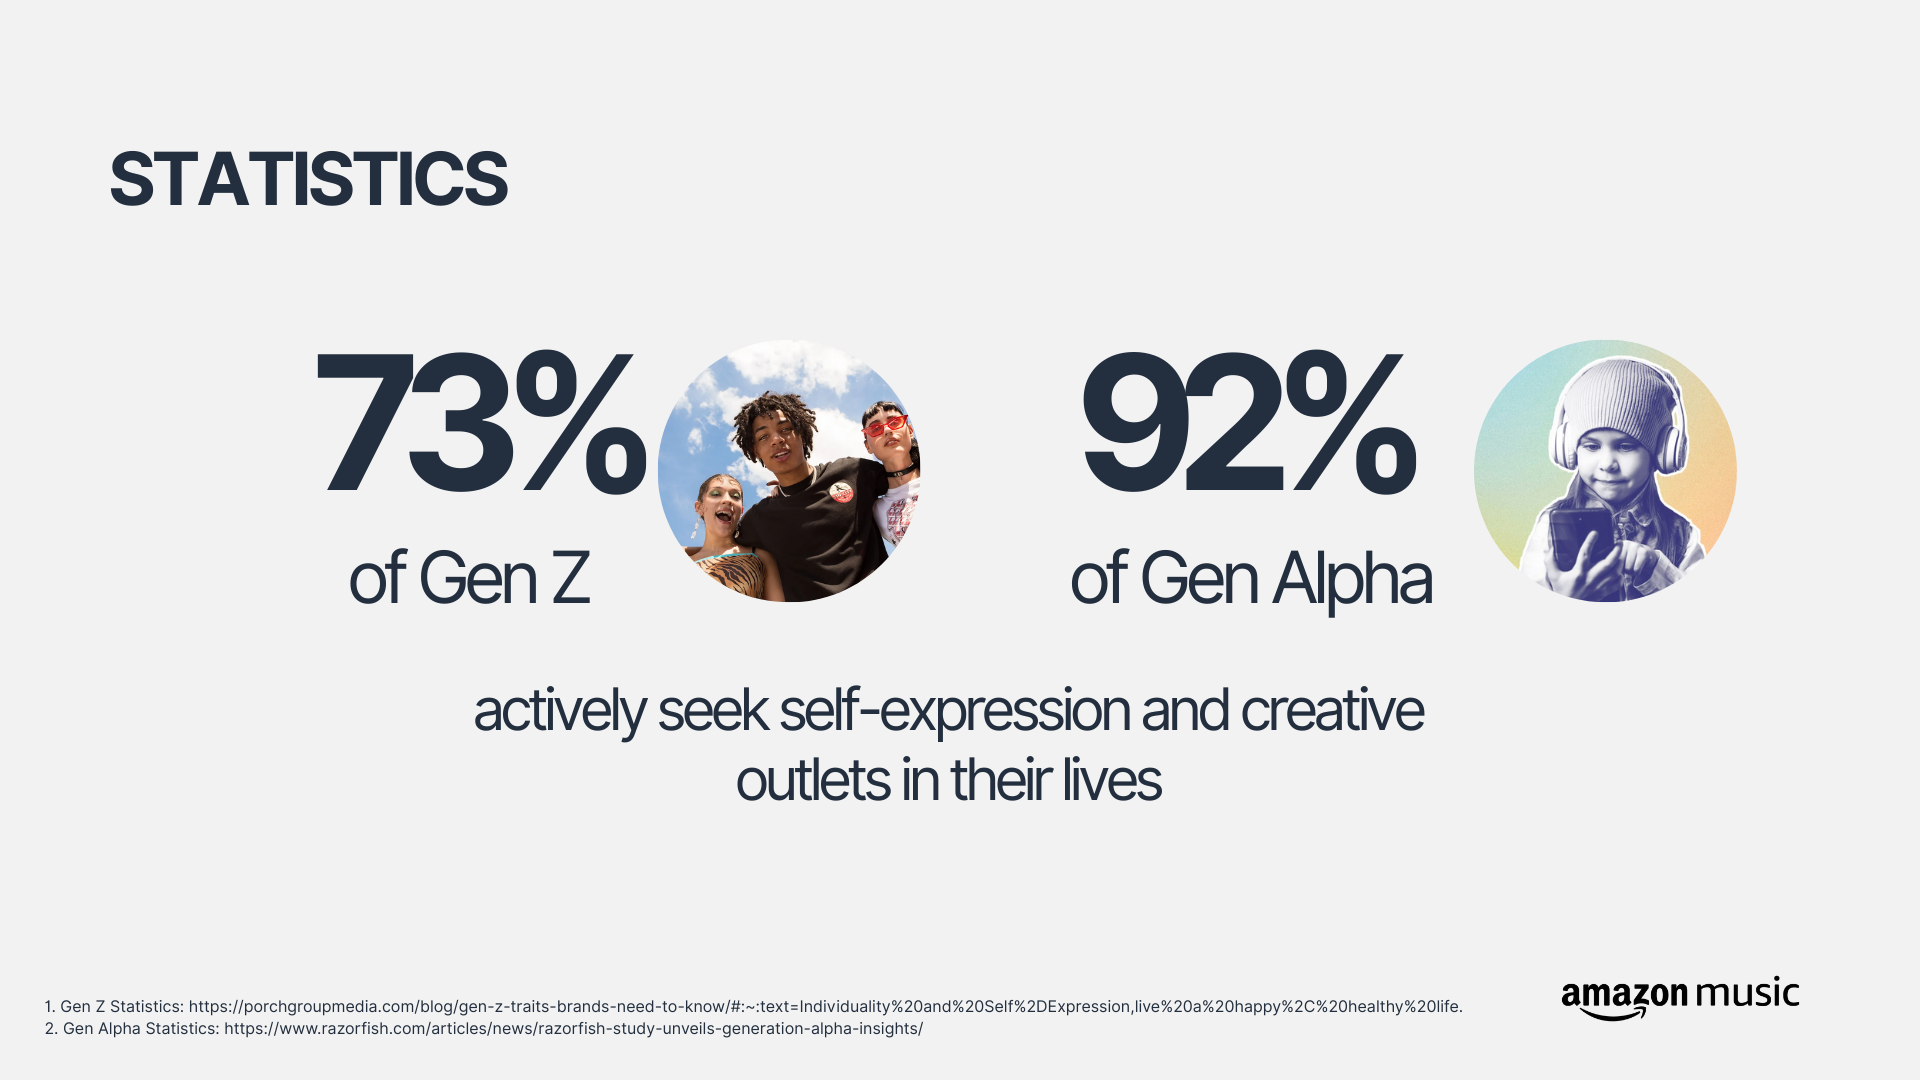 STATISTICS
73%
of Gen Z
92%
of Gen Alpha
actively seek self-expression and creative
outlets in their lives
1. Gen Z Statistics: https://porchgroupmedia.com/blog/gen-z-traits-brands-need-to-know/#:~:text=Individuality%20and%20Self%2DExpression,live%20a%20happy%2C%20healthy%20life.
2. Gen Alpha Statistics: https://www.razorfish.com/articles/news/razorfish-study-unveils-generation-alpha-insights/
amazon music